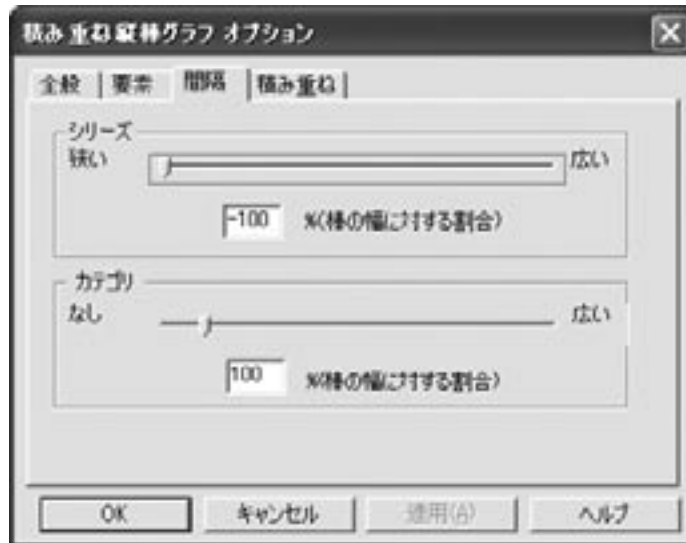 積み重ね縦棒グラフ オプション
全般 要素 間隔 積み重ね
シリーズ
狭い 広い
-100 %(棒の幅に対する割合)
カテゴリ
なし 広い
100 %(棒の幅に対する割合)
OK キャンセル 適用(A) ヘルプ